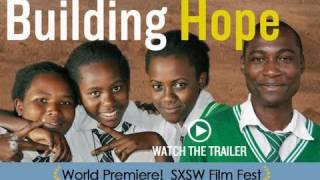 Building Hope
WATCH THE TRAILER
World Premiere! SXSW Film Fest